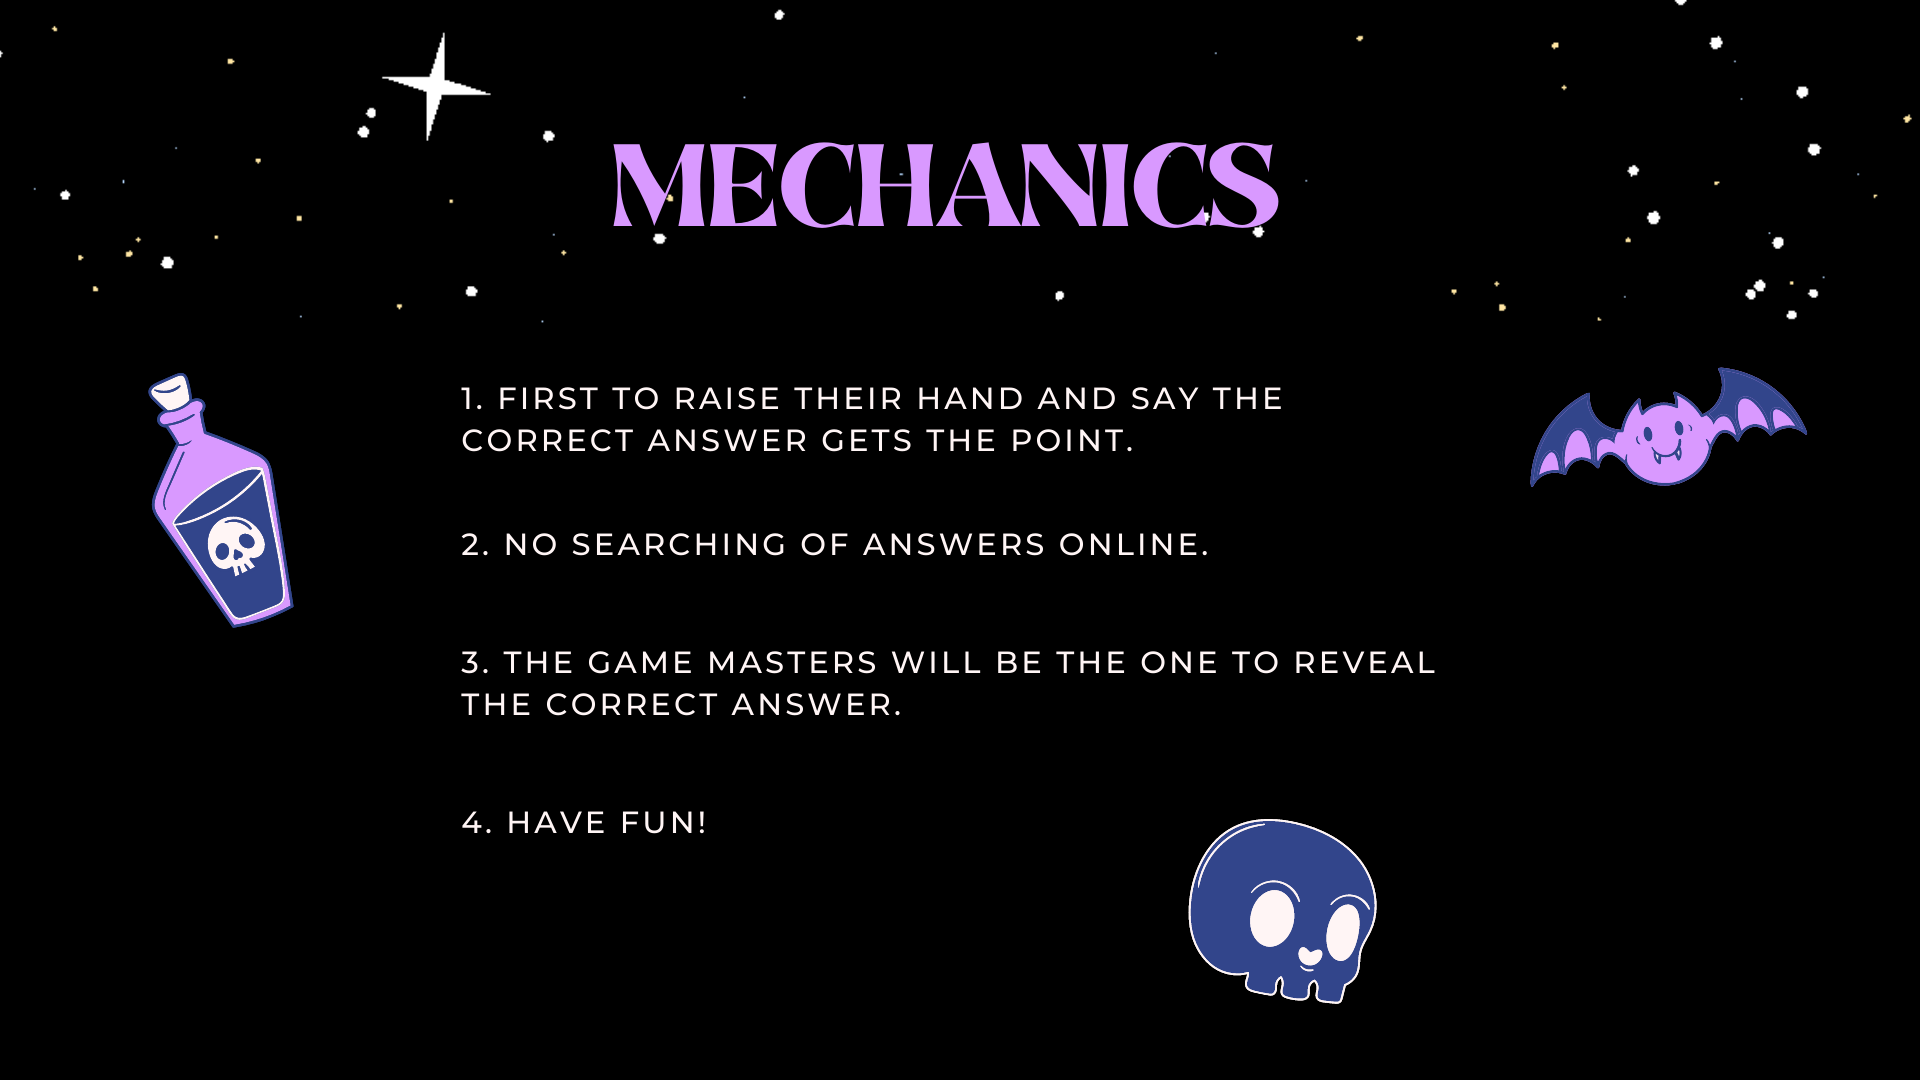 MECHANICS
1. FIRST TO RAISE THEIR HAND AND SAY THE
CORRECT ANSWER GETS THE POINT.
2. NO SEARCHING OF ANSWERS ONLINE.
3. THE GAME MASTERS WILL BE THE ONE TO REVEAL
THE CORRECT ANSWER.
4. HAVE FUN!